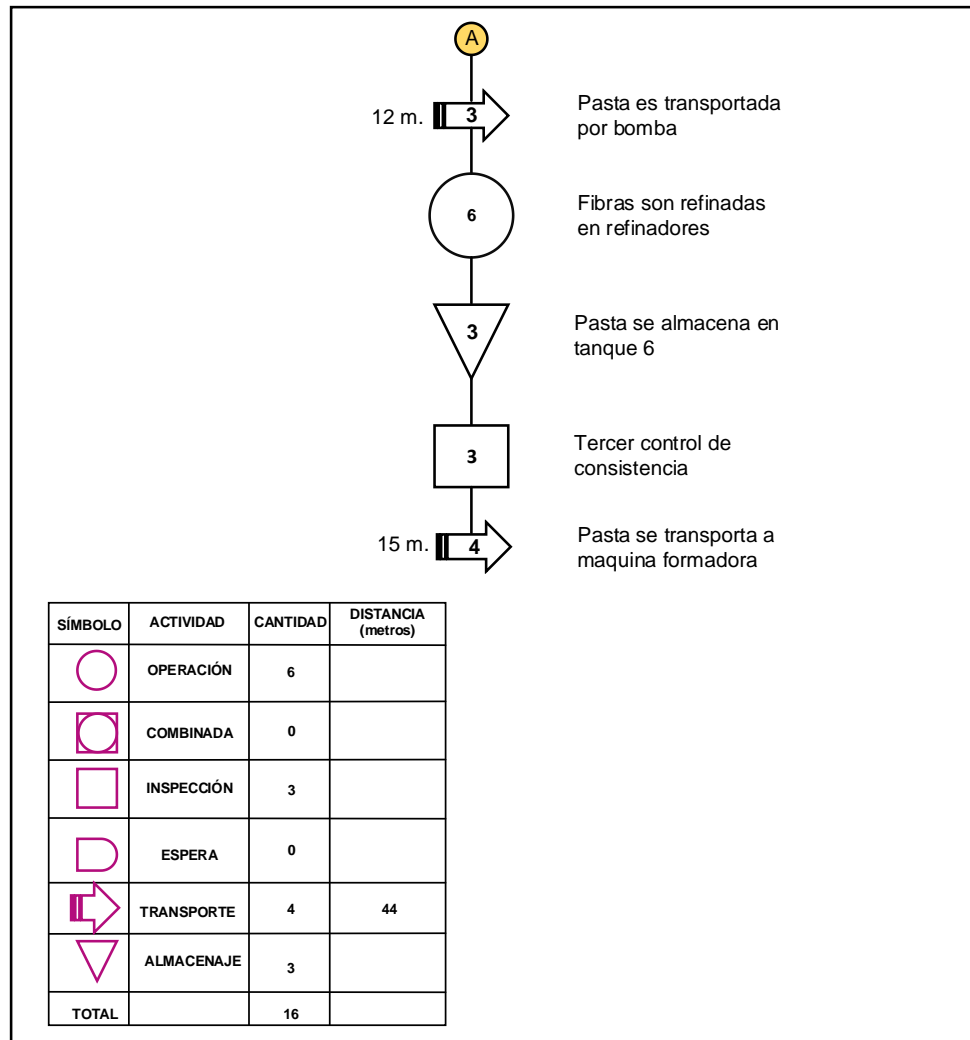 A
12 m.
3
Pasta es transportada
por bomba
6
Fibras son refinadas
en refinadores
3
Pasta se almacena en
tanque 6
3
Tercer control de
consistencia
15 m.
4
Pasta se transporta a
maquina formadora
SÍMBOLO ACTIVIDAD CANTIDAD DISTANCIA
(metros)
OPERACIÓN 6
COMBINADA 0
INSPECCIÓN 3
ESPERA 0
TRANSPORTE 4 44
ALMACENAJE 3
TOTAL 16